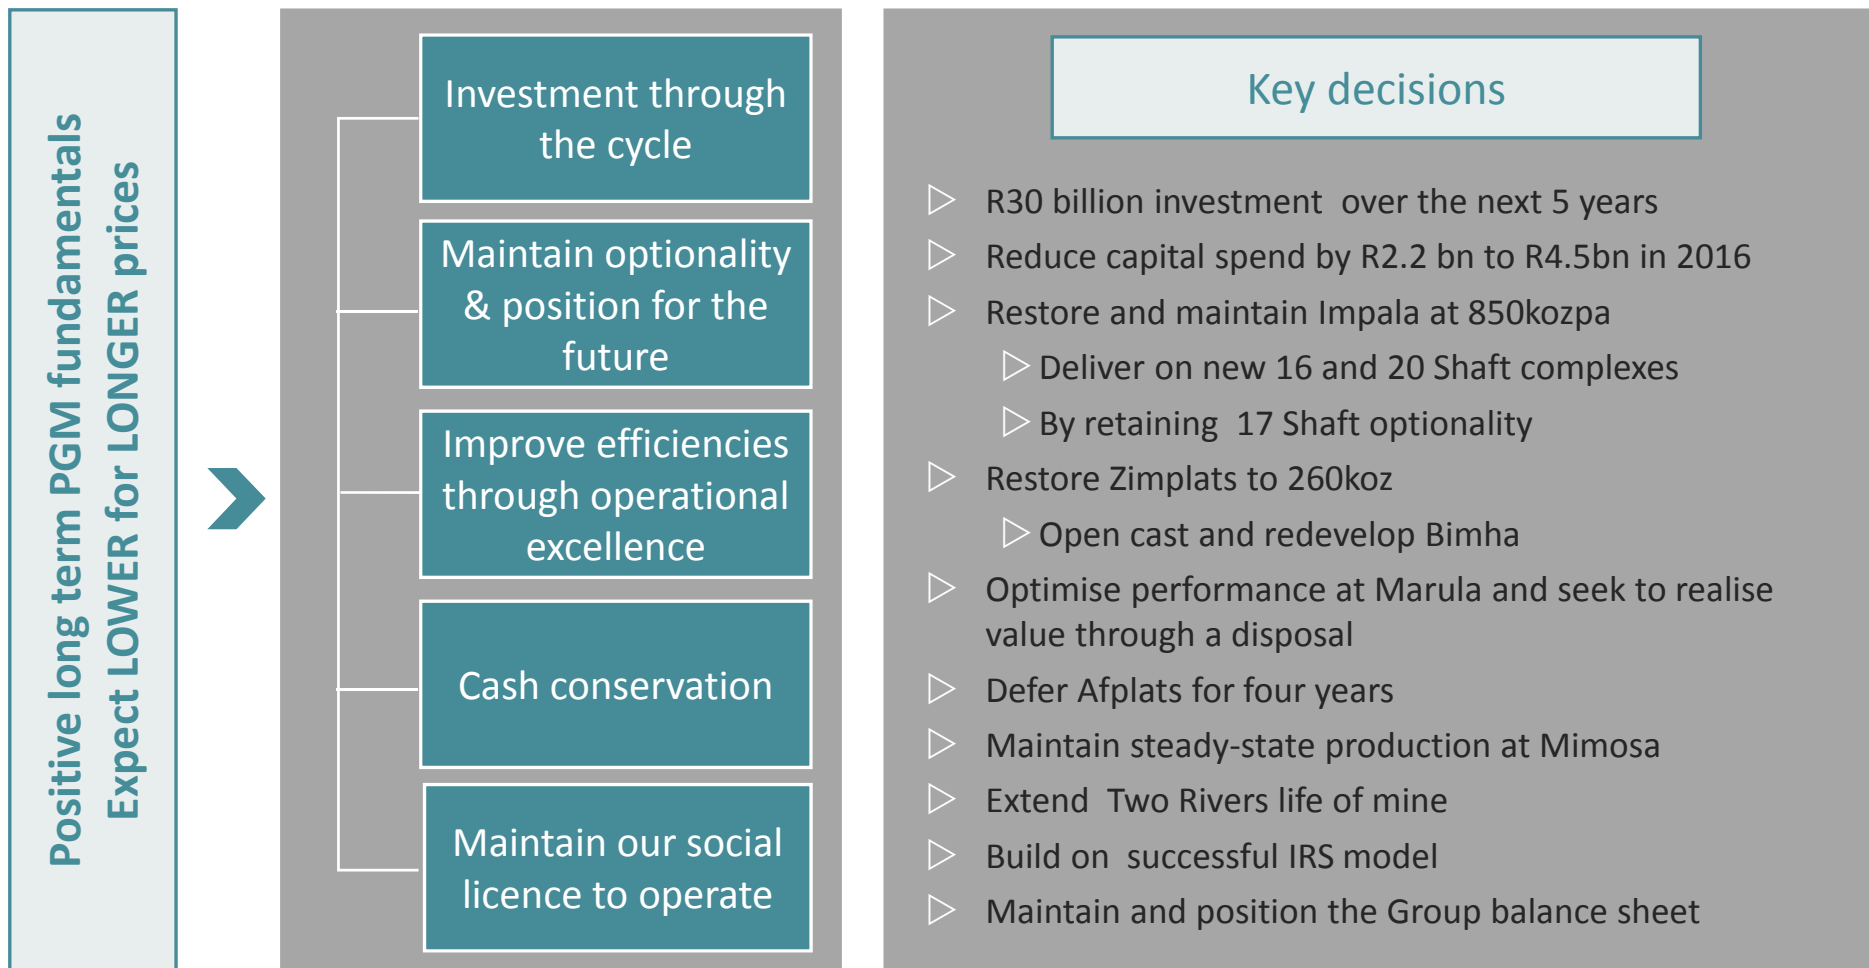 Positive long term PGM fundamentals
Expect LOWER for LONGER prices
Investment through
the cycle
Maintain optionality
& position for the
future
Improve efficiencies
through operational
excellence
Cash conservation
Maintain our social
licence to operate
Key decisions
R30 billion investment over the next 5 years
Reduce capital spend by R2.2 bn to R4.5bn in 2016
Restore and maintain Impala at 850kozpa
Deliver on new 16 and 20 Shaft complexes
By retaining 17 Shaft optionality
Restore Zimplats to 260koz
Open cast and redevelop Bimha
Optimise performance at Marula and seek to realise
value through a disposal
Defer Afplats for four years
Maintain steady-state production at Mimosa
Extend Two Rivers life of mine
Build on successful IRS model
Maintain and position the Group balance sheet